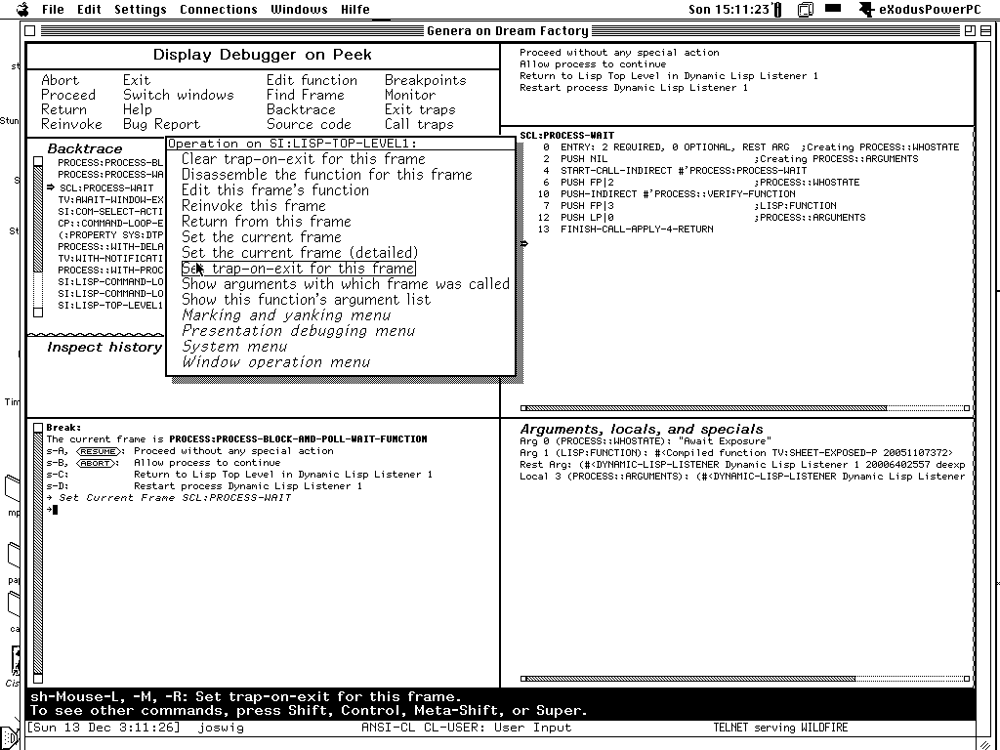 File Edit Settings Connections Windows Hilfe Son 15:11:23 eXodusPowerPC
Genera on Dream Factory
Display Debugger on Peek
Abort Exit Edit function Breakpoints
Proceed Switch windows Find Frame Monitor
Return Help Backtrace Exit traps
Reinvoke Bug Report Source code Call traps
Proceed without any special action
Allow process to continue
Return to Lisp Top Level in Dynamic Lisp Listener 1
Restart process Dynamic Lisp Listener 1
Backtrace
PROCESS:PROCESS-BL
PROCESS:PROCESS-WA
⇒ SCL:PROCESS-WAIT
TV:AWAIT-WINDOW-EX
SI:COM-SELECT-ACTI
CP::COMMAND-LOOP-E
(:PROPERTY SYS:DTP
PROCESS::WITH-DELA
TV:WITH-NOTIFICATI
PROCESS::WITH-PROC
SI:LISP-COMMAND-LO
SI:LISP-COMMAND-LO
SI:LISP-TOP-LEVEL1
Operation on SI:LISP-TOP-LEVEL1:
Clear trap-on-exit for this frame
Disassemble the function for this frame
Edit this frame's function
Reinvoke this frame
Return from this frame
Set the current frame
Set the current frame (detailed)
Set trap-on-exit for this frame
Show arguments with which frame was called
Show this function's argument list
Marking and yanking menu
Presentation debugging menu
System menu
Window operation menu
Inspect history
SCL:PROCESS-WAIT
0 ENTRY: 2 REQUIRED, 0 OPTIONAL, REST ARG ;Creating PROCESS::WHOSTATE
2 PUSH NIL ;Creating PROCESS::ARGUMENTS
4 START-CALL-INDIRECT #'PROCESS:PROCESS-WAIT
6 PUSH FP|2 ;PROCESS::WHOSTATE
10 PUSH-INDIRECT #'PROCESS::VERIFY-FUNCTION
7 PUSH FP|3 ;LISP:FUNCTION
12 PUSH LP|0 ;PROCESS::ARGUMENTS
13 FINISH-CALL-APPLY-4-RETURN
Break:
The current frame is PROCESS:PROCESS-BLOCK-AND-POLL-WAIT-FUNCTION
s-A, RESUME: Proceed without any special action
s-B, ABORT: Allow process to continue
s-C: Return to Lisp Top Level in Dynamic Lisp Listener 1
s-D: Restart process Dynamic Lisp Listener 1
→ Set Current Frame SCL:PROCESS-WAIT
→
Arguments, locals, and specials
Arg 0 (PROCESS::WHOSTATE): "Await Exposure"
Arg 1 (LISP:FUNCTION): #<Compiled function TV:SHEET-EXPOSED-P 20051107372>
Rest Arg: (#<DYNAMIC-LISP-LISTENER Dynamic Lisp Listener 1 20006402557 deexp
Local 3 (PROCESS::ARGUMENTS): (#<DYNAMIC-LISP-LISTENER Dynamic Lisp Listener
sh-Mouse-L, -M, -R: Set trap-on-exit for this frame.
To see other commands, press Shift, Control, Meta-Shift, or Super.
[Sun 13 Dec 3:11:26] joswig ANSI-CL CL-USER: User Input TELNET serving WILDFIRE
st
Stun
S
St
Tim
mp
pa
ca
Cis